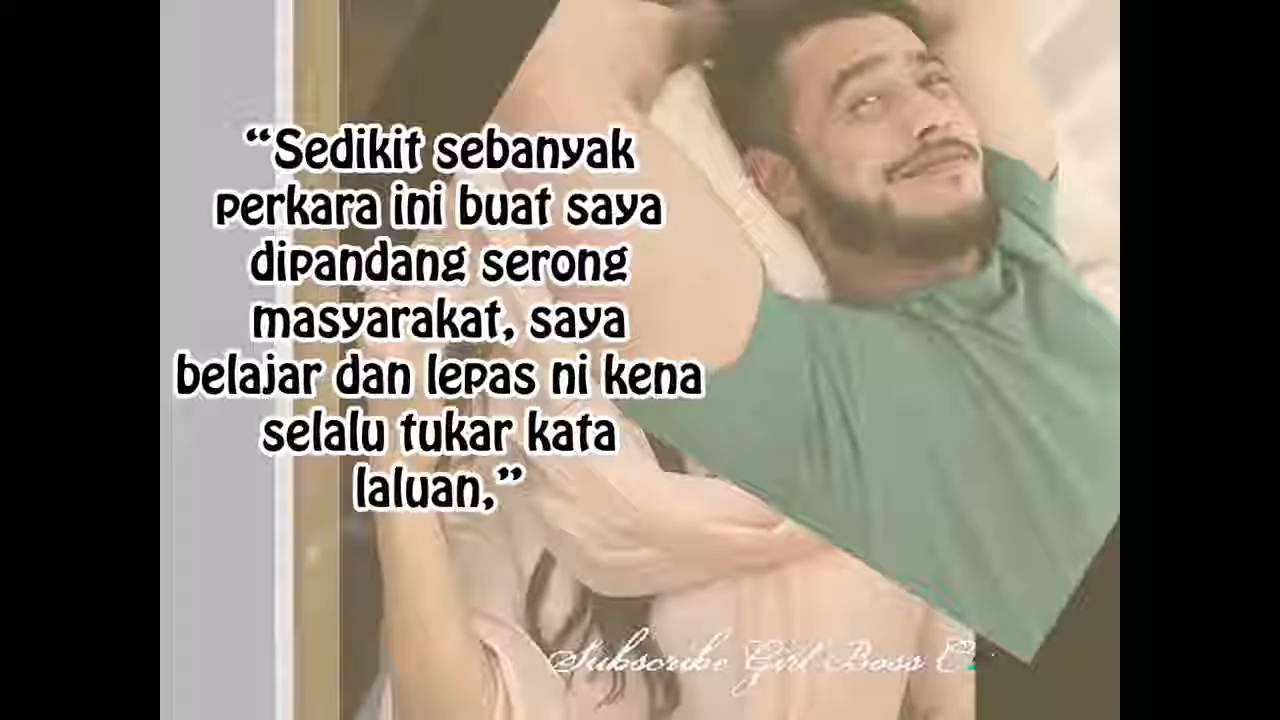 “Sedikit sebanyak
perkara ini buat saya
dipandang serong
masyarakat, saya
belajar dan lepas ni kena
selalu tukar kata
laluan,”
Subscribe Girl Boss